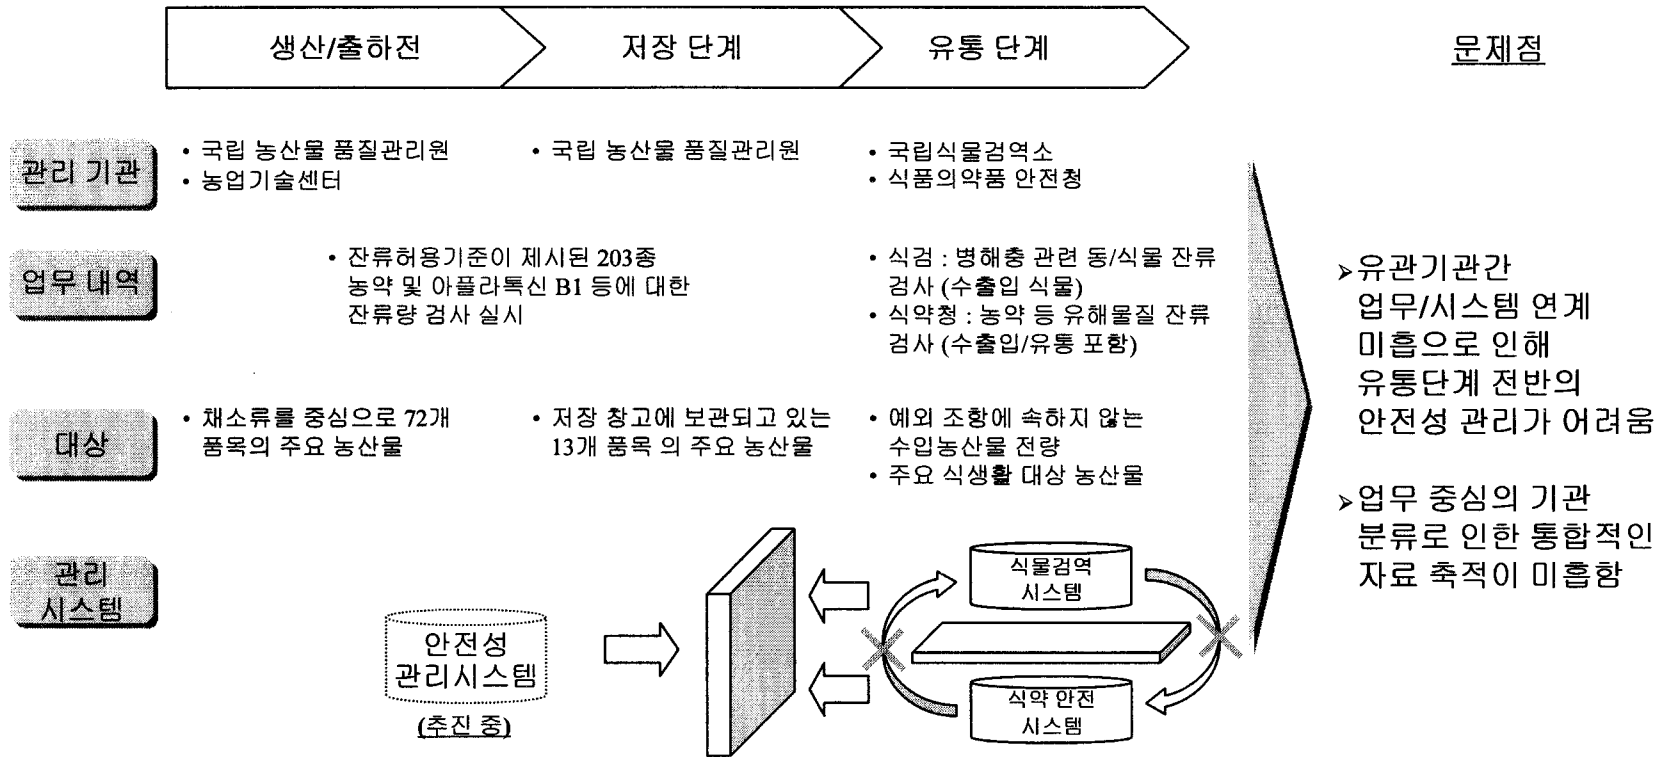 생산/출하전
저장 단계
유통 단계
문제점
관리 기관
• 국립 농산물 품질관리원
• 농업기술센터
• 국립 농산물 품질관리원
• 국립식물검역소
• 식품의약품 안전청
업무 내역
• 잔류허용기준이 제시된 203종
농약 및 아플라톡신 B1 등에 대한
잔류량 검사 실시
• 식검 : 병해충 관련 동/식물 잔류
검사 (수출입 식물)
• 식약청 : 농약 등 유해물질 잔류
검사 (수출입/유통 포함)
대상
• 채소류를 중심으로 72개
품목의 주요 농산물
• 저장 창고에 보관되고 있는
13개 품목 의 주요 농산물
• 예외 조항에 속하지 않는
수입농산물 전량
• 주요 식생활 대상 농산물
관리
시스템
안전성
관리시스템
(추진 중)
식물검역
시스템
식약 안전
시스템
➢유관기관간
업무/시스템 연계
미흡으로 인해
유통단계 전반의
안전성 관리가 어려움
➢업무 중심의 기관
분류로 인한 통합적인
자료 축적이 미흡함